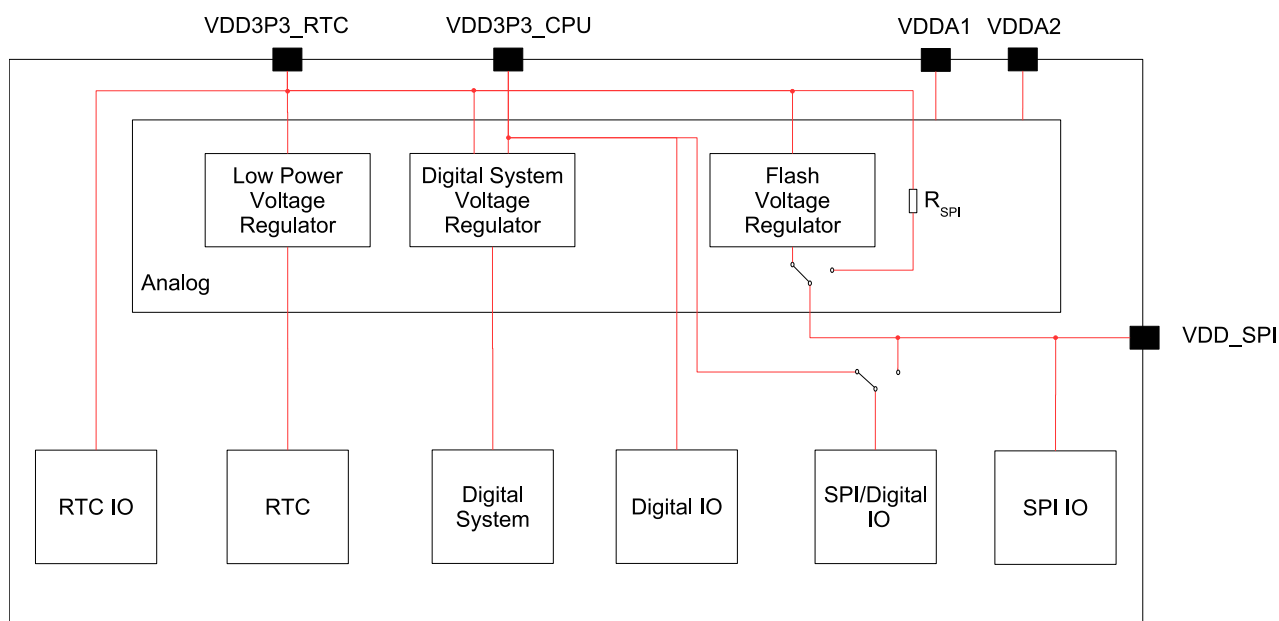 VDD3P3_RTC
VDD3P3_CPU
VDDA1
VDDA2
Low Power
Voltage
Regulator
Digital System
Voltage
Regulator
Flash
Voltage
Regulator
RSPI
Analog
VDD_SPI
RTC IO
RTC
Digital
System
Digital IO
SPI/Digital
IO
SPI IO